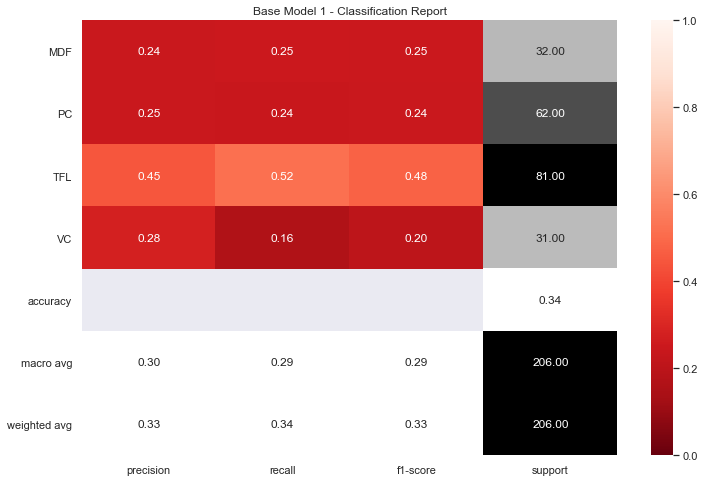 Base Model 1 - Classification Report
MDF 0.24 0.25 0.25 32.00
PC 0.25 0.24 0.24 62.00
TFL 0.45 0.52 0.48 81.00
VC 0.28 0.16 0.20 31.00
accuracy 0.34
macro avg 0.30 0.29 0.29 206.00
weighted avg 0.33 0.34 0.33 206.00
precision recall f1-score support
1.0
0.8
0.6
0.4
0.2
0.0